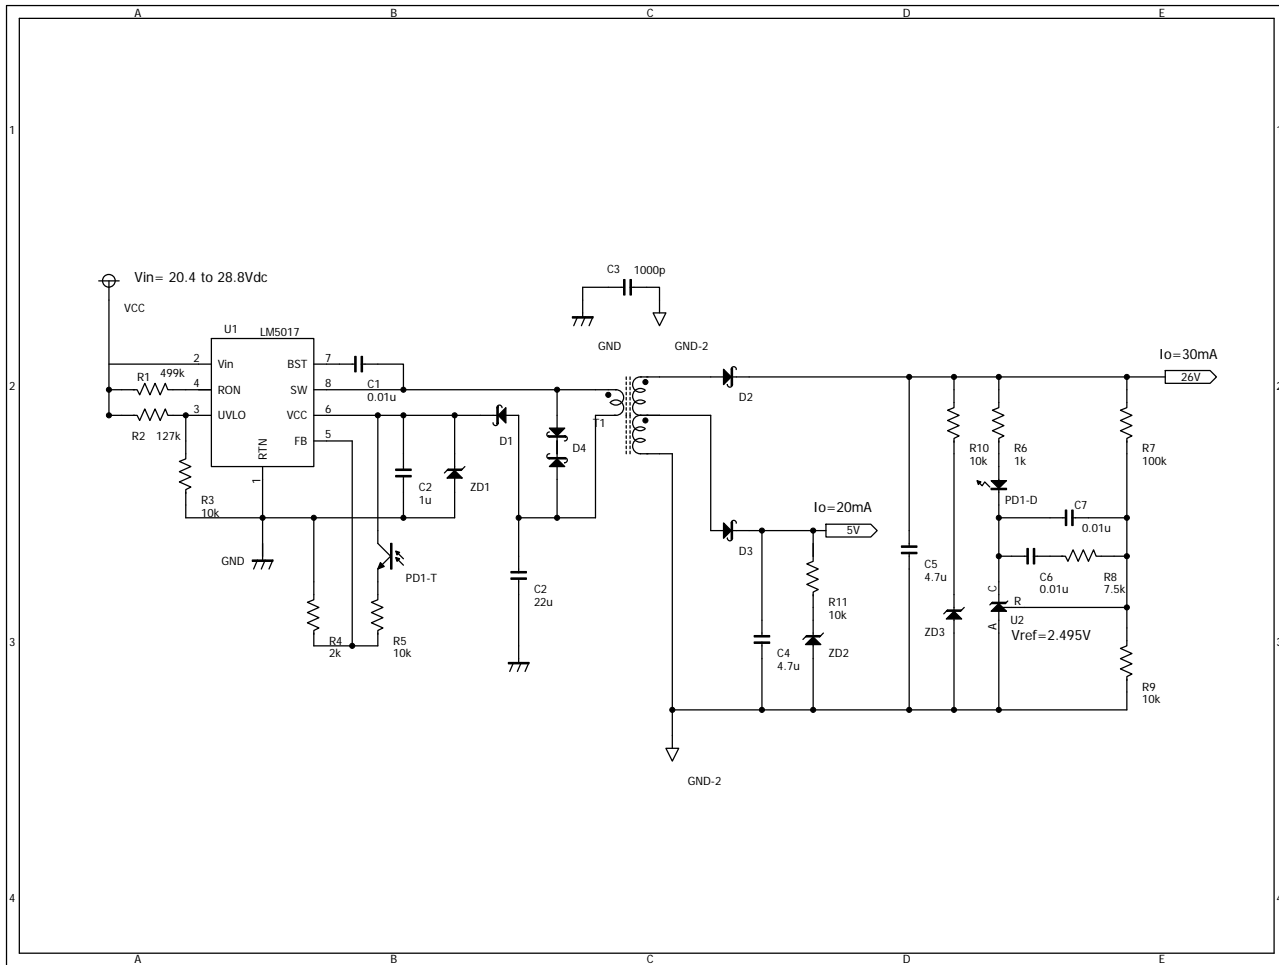 A B C D E
1 1
Vin= 20.4 to 28.8Vdc
VCC
C3 1000p
GND GND-2
U1 LM5017
2 Vin BST 7
R1 499k
4 RON SW 8
C1
0.01u
3 UVLO VCC 6
R2 127k
FB 5
RTN
1
R3
10k
GND
C2
1u
ZD1
D1
D4
T1
D2
Io=30mA
26V
2 2
R10
10k
R6
1k
R7
100k
PD1-D
C7
0.01u
Io=20mA
5V
D3
PD1-T
C2
22u
C5
4.7u
C6
0.01u
R8
7.5k
C
R
A
U2
Vref=2.495V
R11
10k
ZD3
R4
2k
R5
10k
C4
4.7u
ZD2
3 3
R9
10k
GND-2
4 4
A B C D E